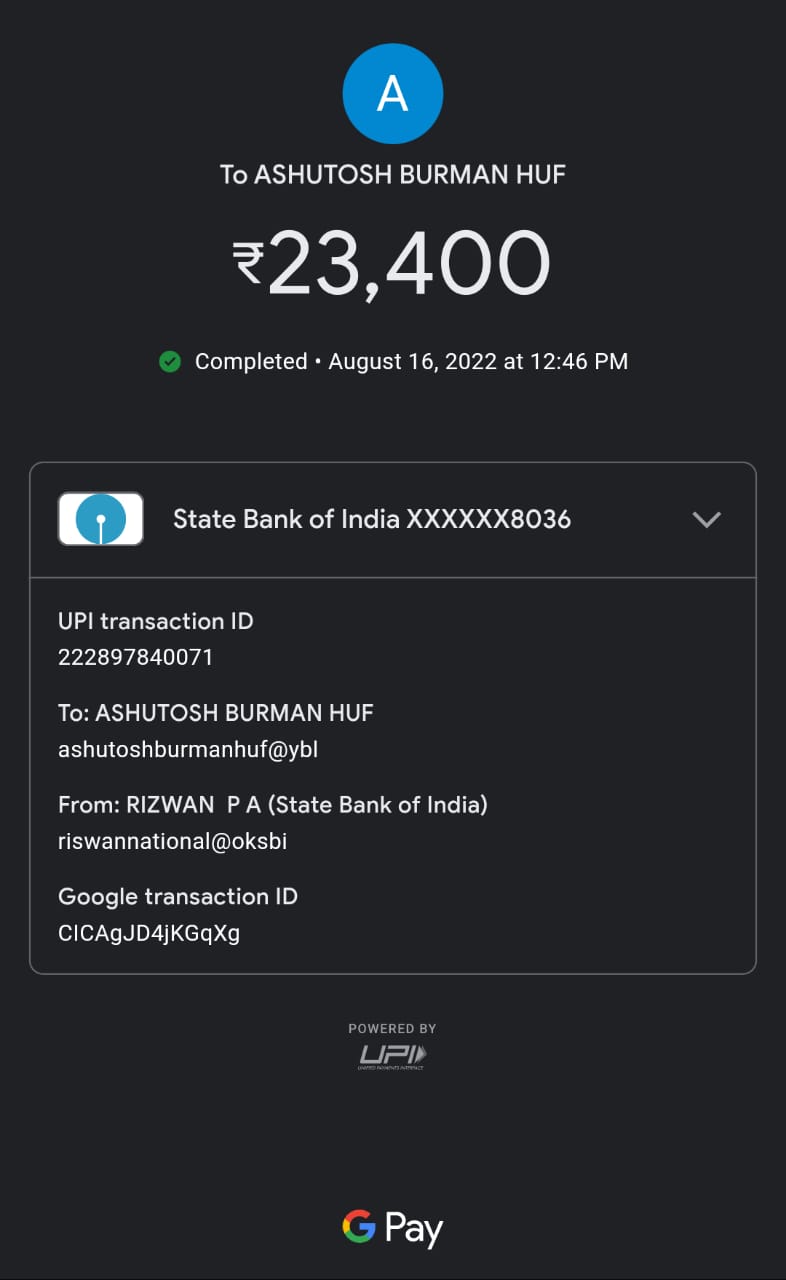 A
To ASHUTOSH BURMAN HUF
₹23,400
Completed • August 16, 2022 at 12:46 PM
State Bank of India XXXXXX8036
UPI transaction ID
222897840071
To: ASHUTOSH BURMAN HUF
ashutoshburmanhuf@ybl
From: RIZWAN  P A (State Bank of India)
riswannational@oksbi
Google transaction ID
CICAgJD4jKGqXg
POWERED BY
UPI
UNIFIED PAYMENTS INTERFACE
G Pay